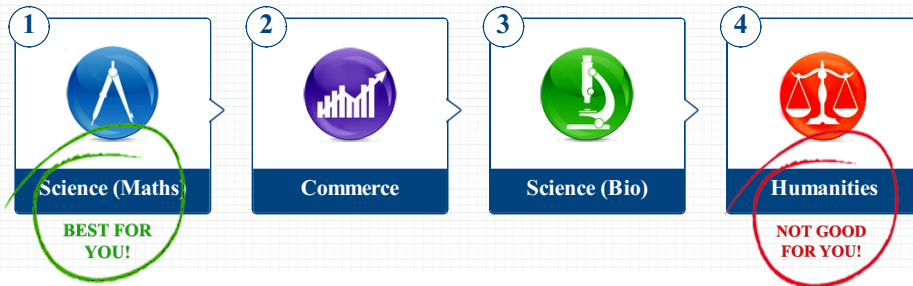 1
2
3
4
Science (Maths)
Commerce
Science (Bio)
Humanities
BEST FOR
YOU!
NOT GOOD
FOR YOU!